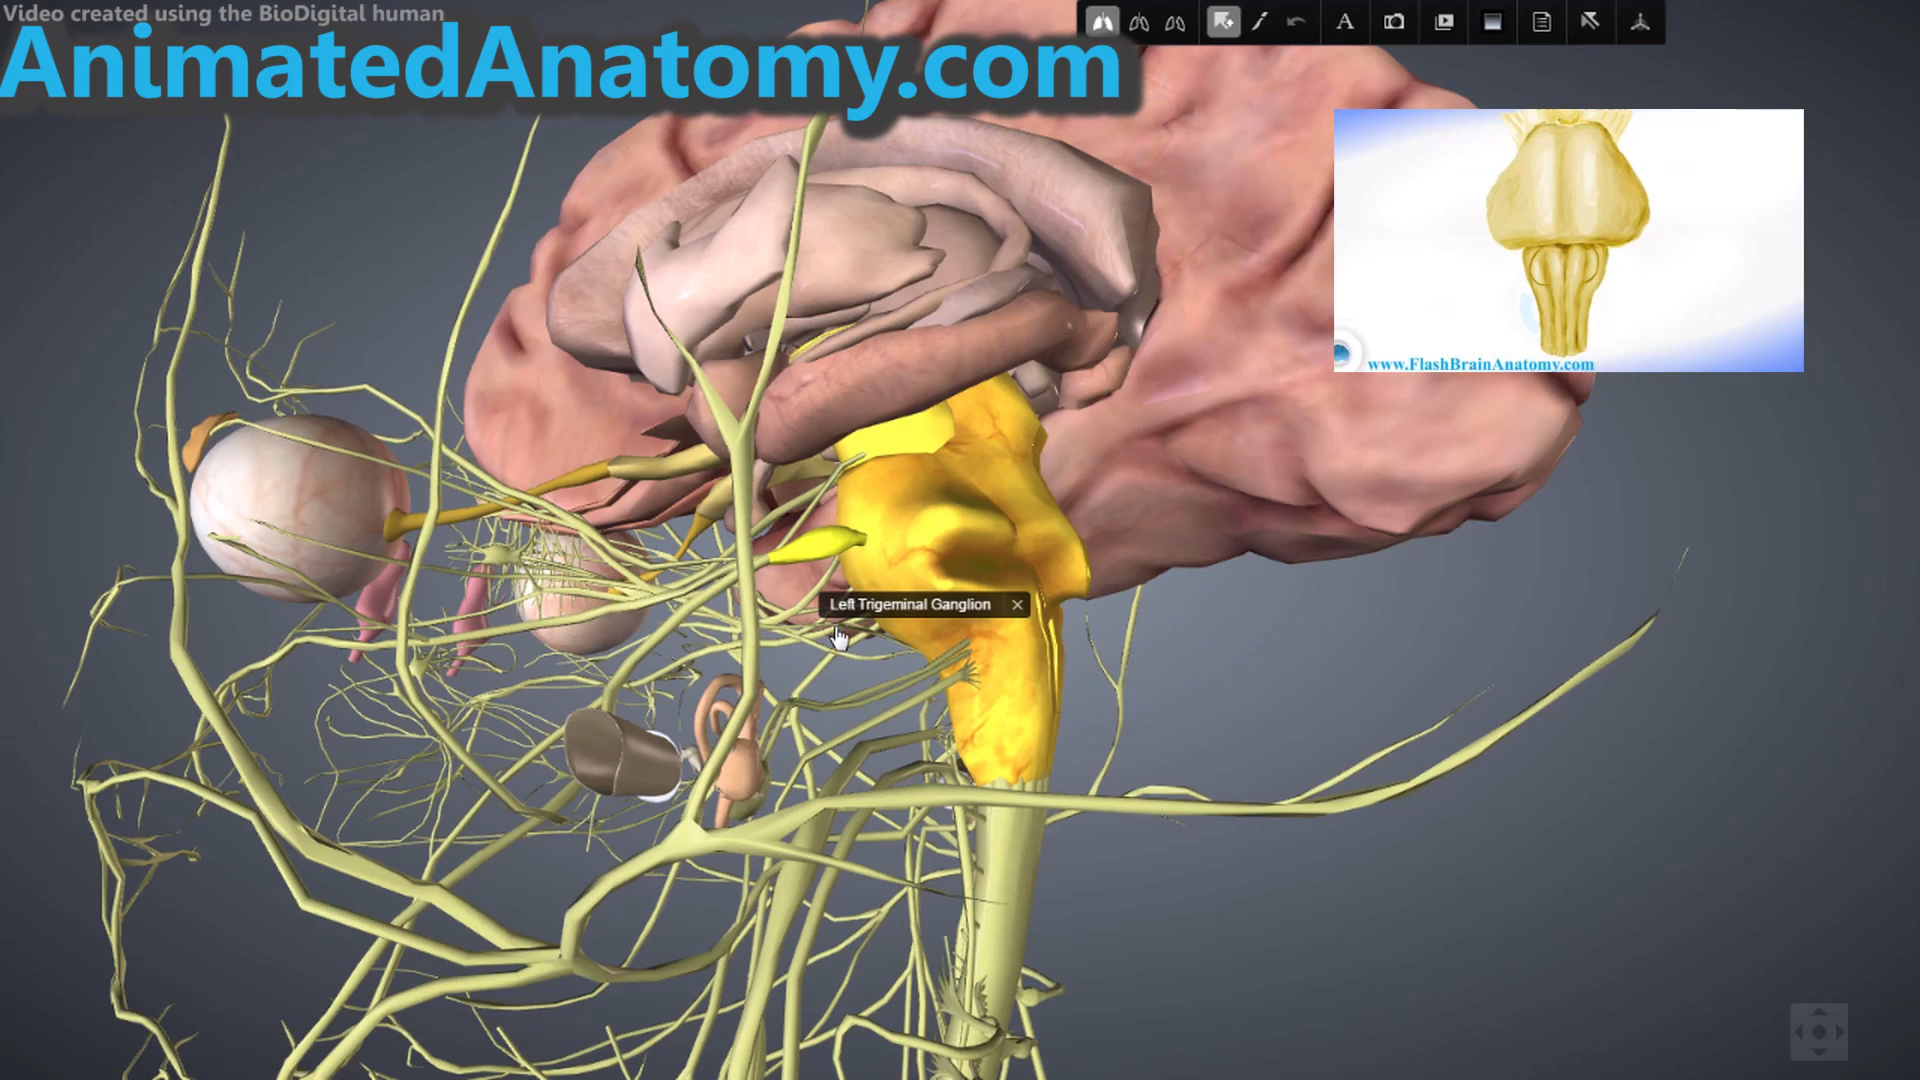 Video created using the BioDigital human
AnimatedAnatomy.com
A
www.FlashBrainAnatomy.com
Left Trigeminal Ganglion